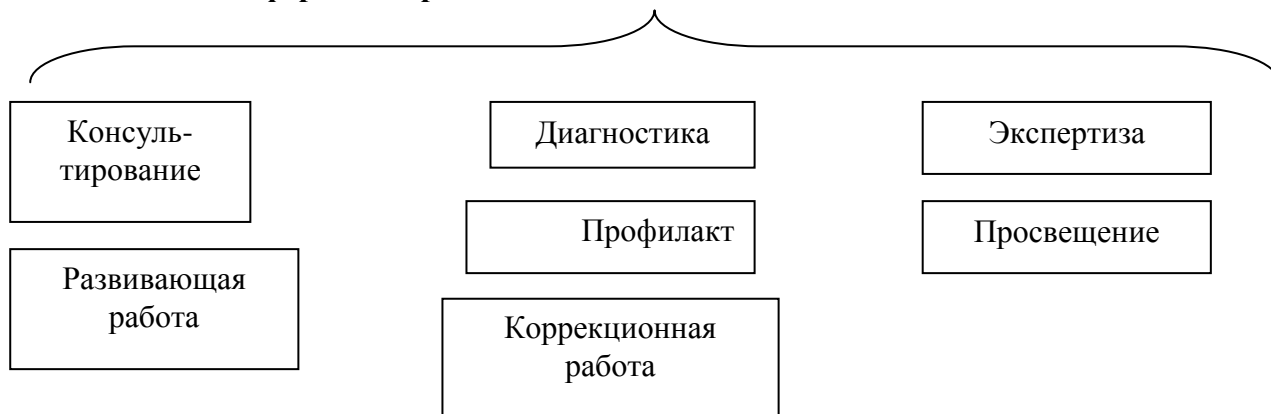 Консуль-
тирование
Диагностика
Экспертиза
Профилакт
Просвещение
Развивающая
работа
Коррекционная
работа